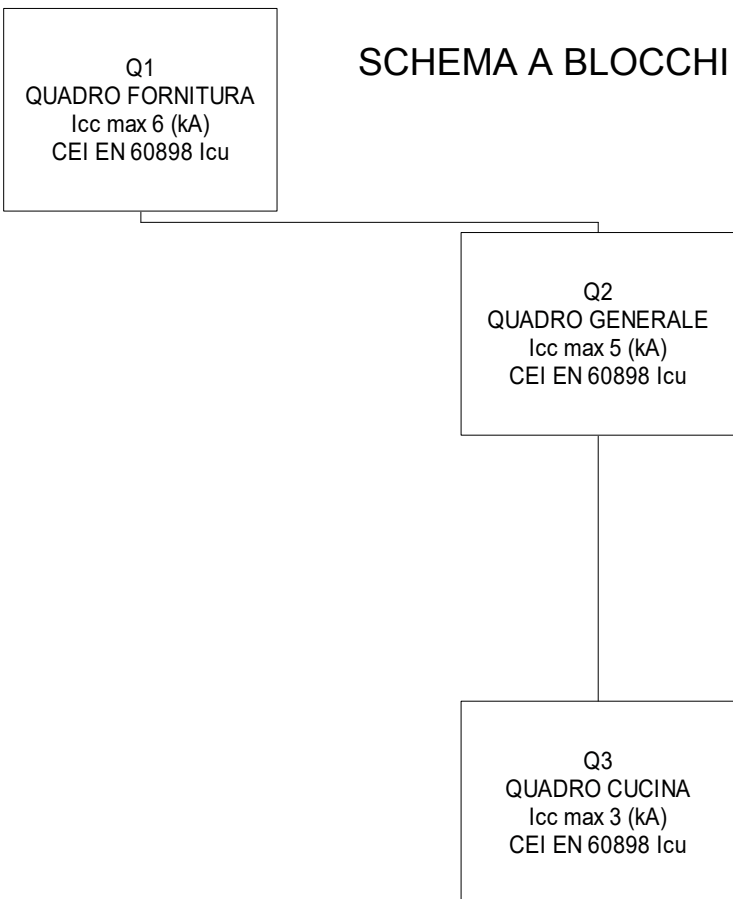 SCHEMA A BLOCCHI
Q1
QUADRO FORNITURA
Icc max 6 (kA)
CEI EN 60898 Icu
Q2
QUADRO GENERALE
Icc max 5 (kA)
CEI EN 60898 Icu
Q3
QUADRO CUCINA
Icc max 3 (kA)
CEI EN 60898 Icu